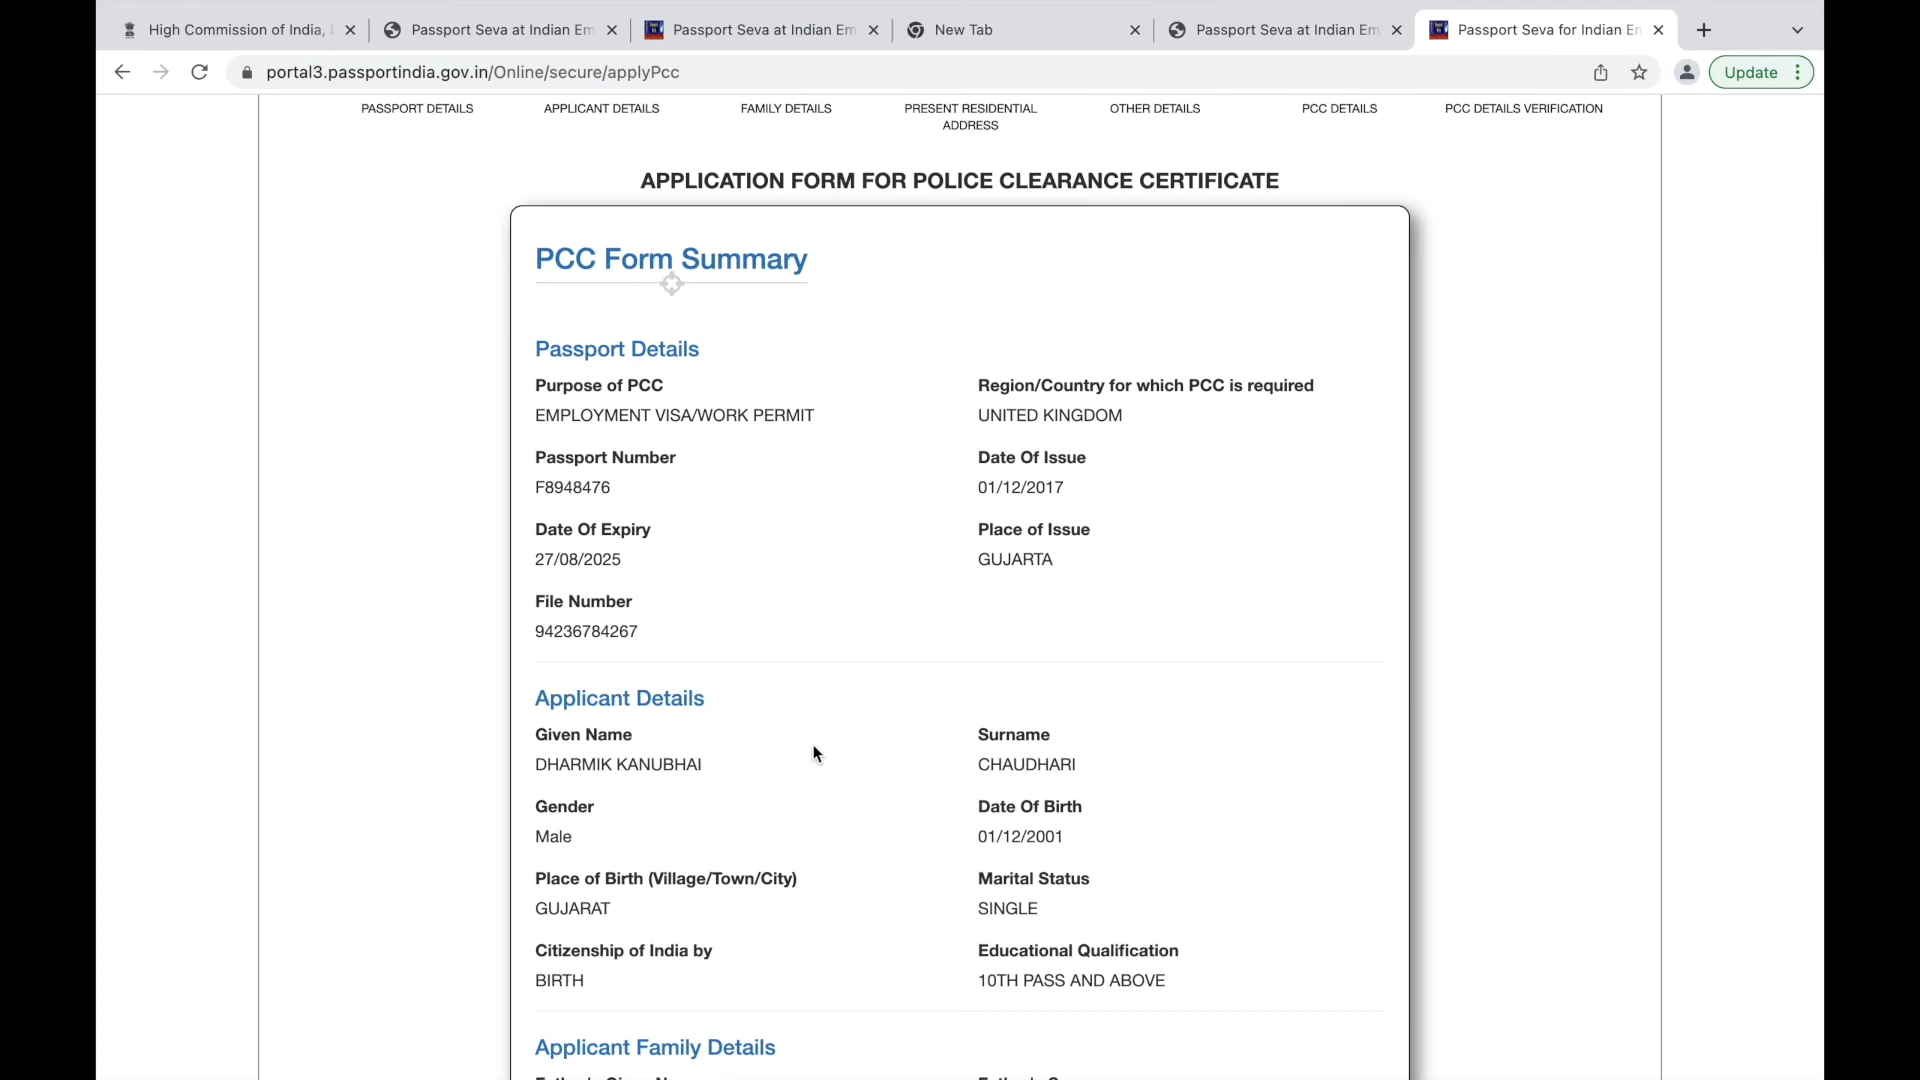 High Commission of India,
Passport Seva at Indian Em
Passport Seva at Indian Em
New Tab
Passport Seva at Indian Em
Passport Seva for Indian En
portal3.passportindia.gov.in/Online/secure/applyPcc
Update
PASSPORT DETAILS
APPLICANT DETAILS
FAMILY DETAILS
PRESENT RESIDENTIAL
ADDRESS
OTHER DETAILS
PCC DETAILS
PCC DETAILS VERIFICATION
APPLICATION FORM FOR POLICE CLEARANCE CERTIFICATE
PCC Form Summary
Passport Details
Purpose of PCC
EMPLOYMENT VISA/WORK PERMIT
Region/Country for which PCC is required
UNITED KINGDOM
Passport Number
F8948476
Date Of Issue
01/12/2017
Date Of Expiry
27/08/2025
Place of Issue
GUJARTA
File Number
94236784267
Applicant Details
Given Name
DHARMIK KANUBHAI
Surname
CHAUDHARI
Gender
Male
Date Of Birth
01/12/2001
Place of Birth (Village/Town/City)
GUJARAT
Marital Status
SINGLE
Citizenship of India by
BIRTH
Educational Qualification
10TH PASS AND ABOVE
Applicant Family Details